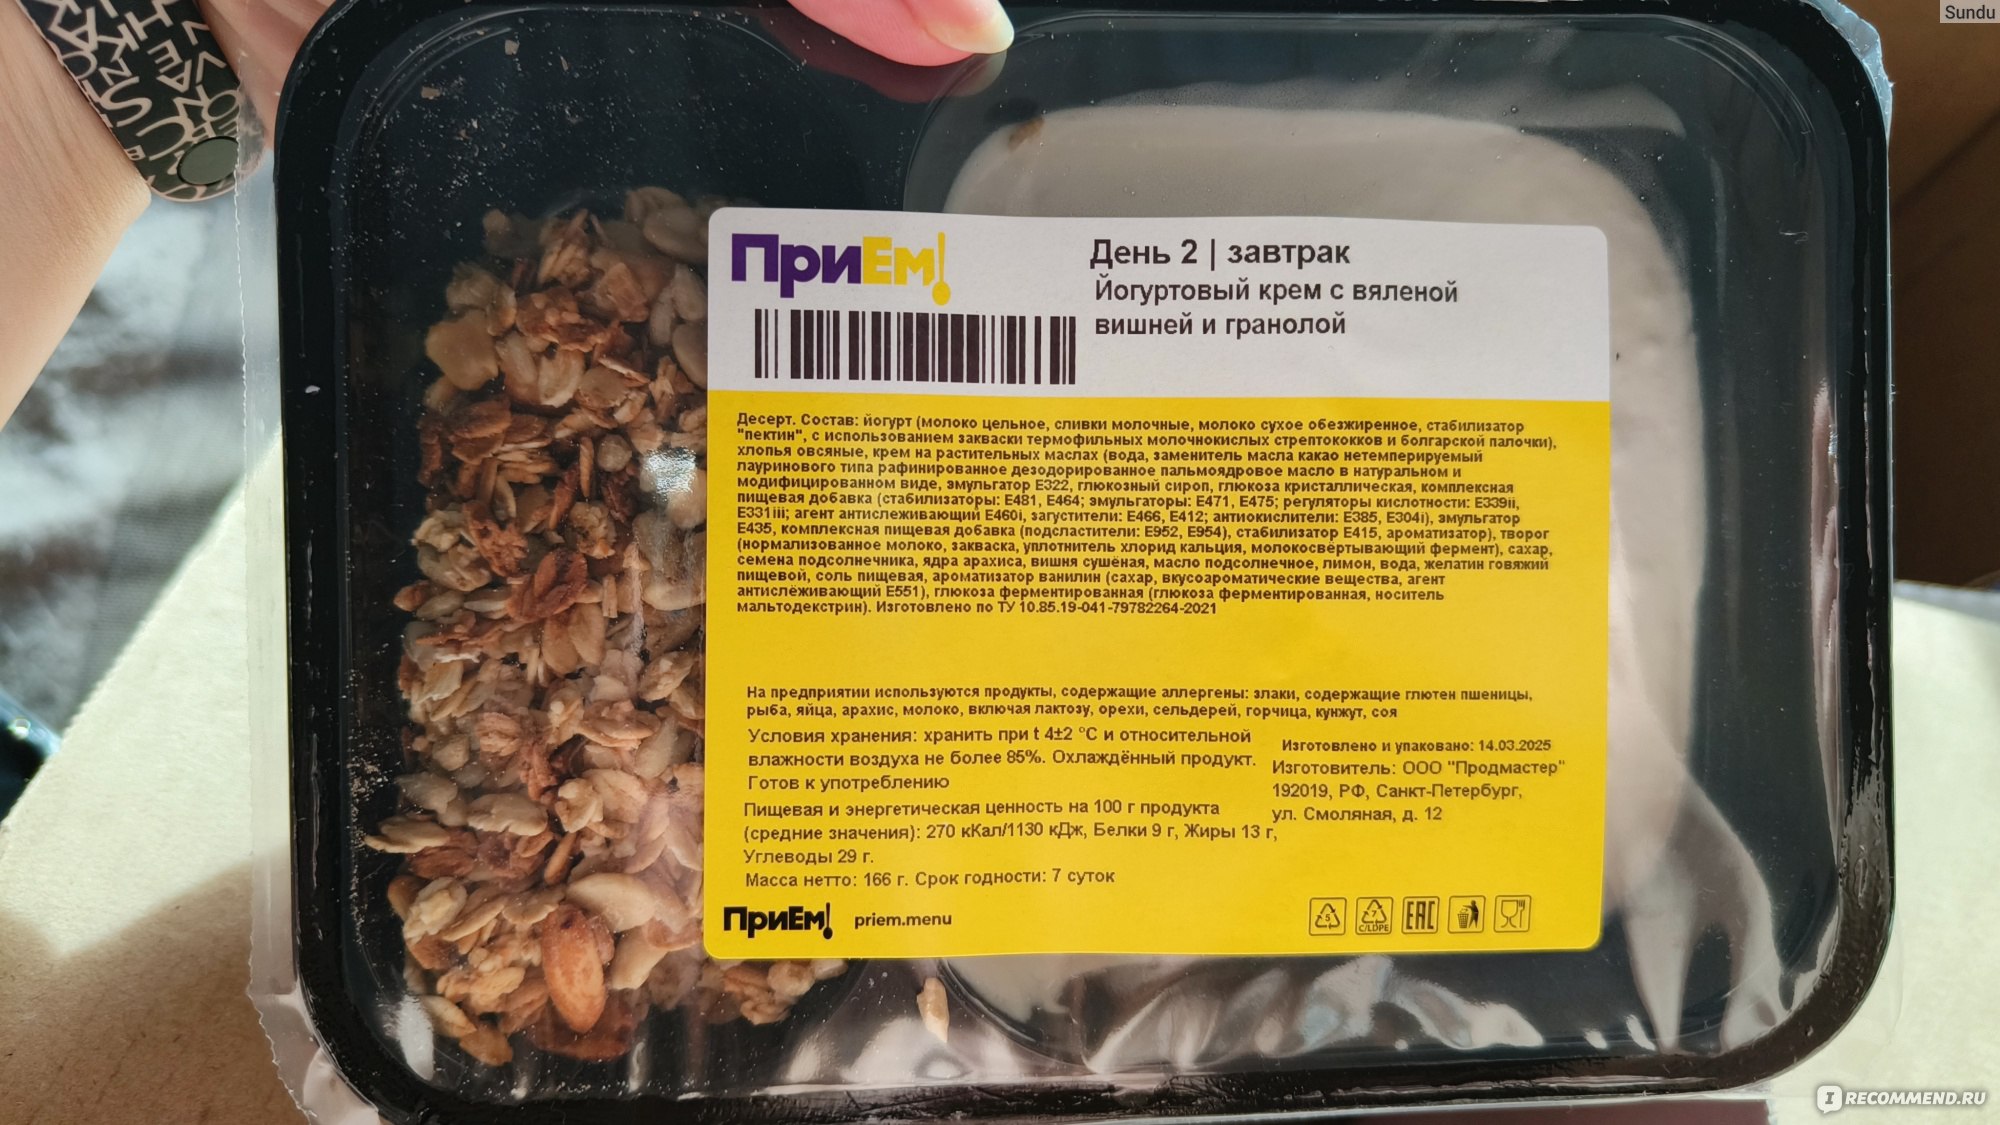 Sundu
ПриЕм!
День 2 | завтрак
Йогуртовый крем с вяленой
вишней и гранолой
Десерт. Состав: йогурт (молоко цельное, сливки молочные, молоко сухое обезжиренное, стабилизатор
"пектин", с использованием закваски термофильных молочнокислых стрептококков и болгарской палочки),
хлопья овсяные, крем на растительных маслах (вода, заменитель масла какао нетемперируемый
лауринового типа рафинированное дезодорированное пальмоядровое масло в натуральном и
модифицированном виде, эмульгатор Е322, глюкозный сироп, глюкоза кристаллическая, комплексная
пищевая добавка (стабилизаторы: Е481, Е464; эмульгаторы: Е471, Е475; регуляторы кислотности: Е339ii,
Е331iii; агент антислеживающий Е460i, загустители: Е466, Е412; антиокислители: Е385, Е304i), эмульгатор
Е435, комплексная пищевая добавка (подсластители: Е952, Е954), стабилизатор Е415, ароматизатор), творог
(нормализованное молоко, закваска, уплотнитель хлорид кальция, молокосвёртывающий фермент), сахар,
семена подсолнечника, ядра арахиса, вишня сушёная, масло подсолнечное, лимон, вода, желатин говяжий
пищевой, соль пищевая, ароматизатор ванилин (сахар, вкусоароматические вещества, агент
антислёживающий Е551), глюкоза ферментированная (глюкоза ферментированная, носитель
мальтодекстрин). Изготовлено по ТУ 10.85.19-041-79782264-2021
На предприятии используются продукты, содержащие аллергены: злаки, содержащие глютен пшеницы,
рыба, яйца, арахис, молоко, включая лактозу, орехи, сельдерей, горчица, кунжут, соя
Условия хранения: хранить при t 4±2 °С и относительной
влажности воздуха не более 85%. Охлаждённый продукт.
Готов к употреблению
Изготовлено и упаковано: 14.03.2025
Изготовитель: ООО "Продмастер"
192019, РФ, Санкт-Петербург,
ул. Смоляная, д. 12
Пищевая и энергетическая ценность на 100 г продукта
(средние значения): 270 кКал/1130 кДж, Белки 9 г, Жиры 13 г,
Углеводы 29 г.
Масса нетто: 166 г. Срок годности: 7 суток
ПриЕм! priem.menu
5 7 C/LDPE EAC
IRECOMMEND.RU